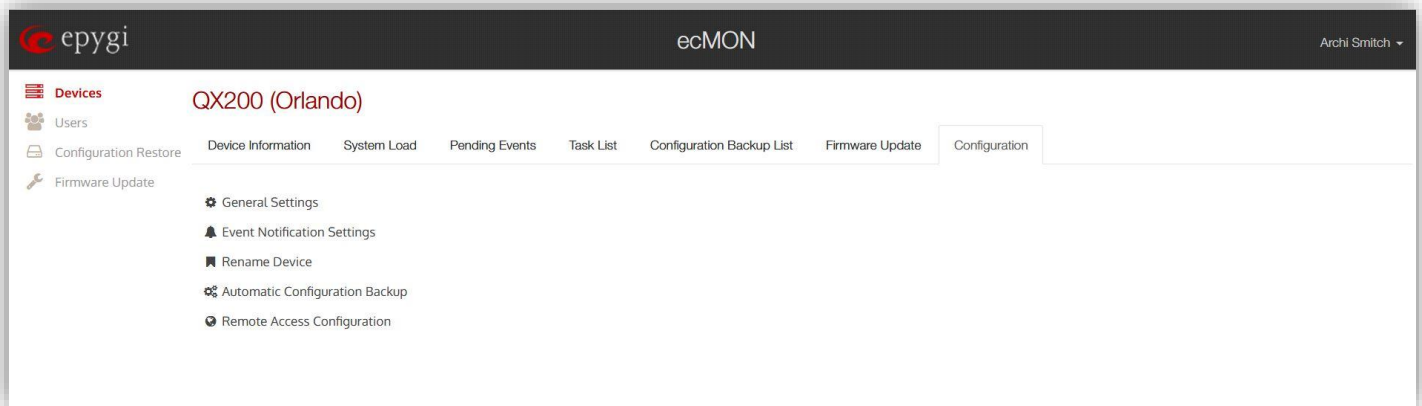 epygi
ecMON
Archi Smitch
Devices
Users
Configuration Restore
Firmware Update
QX200 (Orlando)
Device Information System Load Pending Events Task List Configuration Backup List Firmware Update Configuration
General Settings
Event Notification Settings
Rename Device
Automatic Configuration Backup
Remote Access Configuration